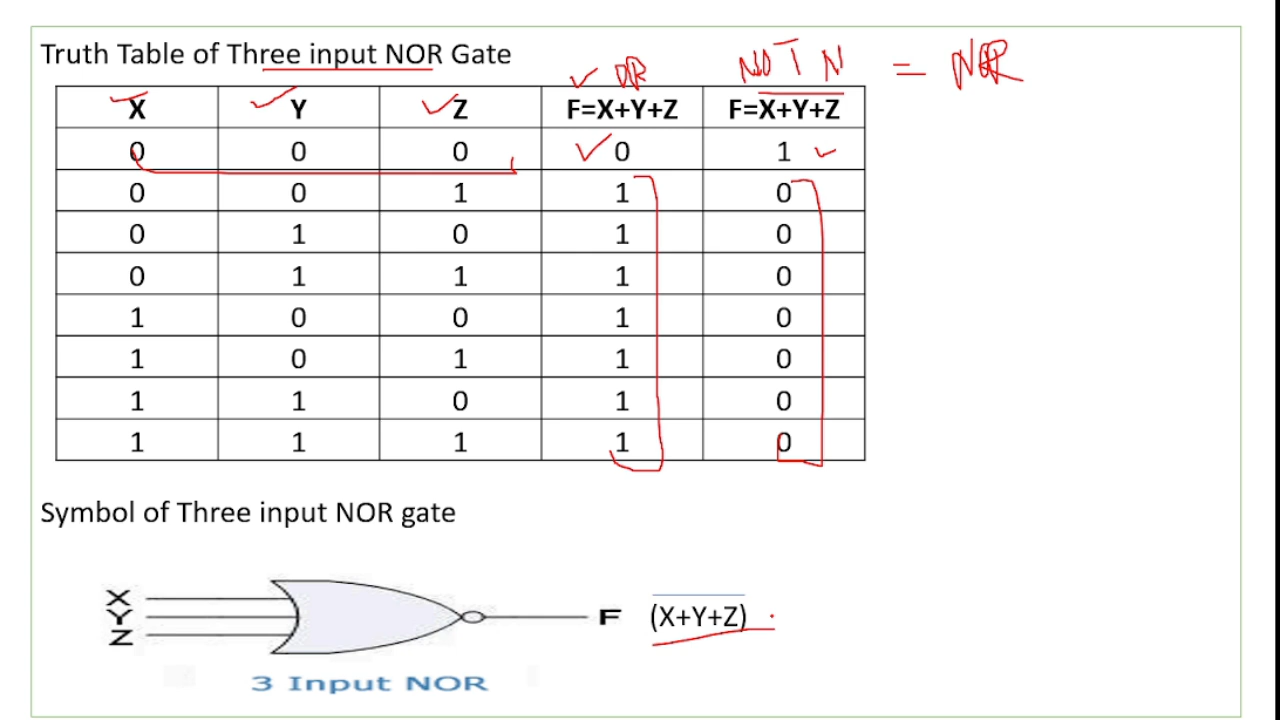 Truth Table of Three input NOR Gate
OR NOT N = NOR
X Y Z F=X+Y+Z F=X+Y+Z
0 0 0 0 1
0 0 1 1 0
0 1 0 1 0
0 1 1 1 0
1 0 0 1 0
1 0 1 1 0
1 1 0 1 0
1 1 1 1 0
Symbol of Three input NOR gate
X
Y F (X+Y+Z)
Z
3 Input NOR